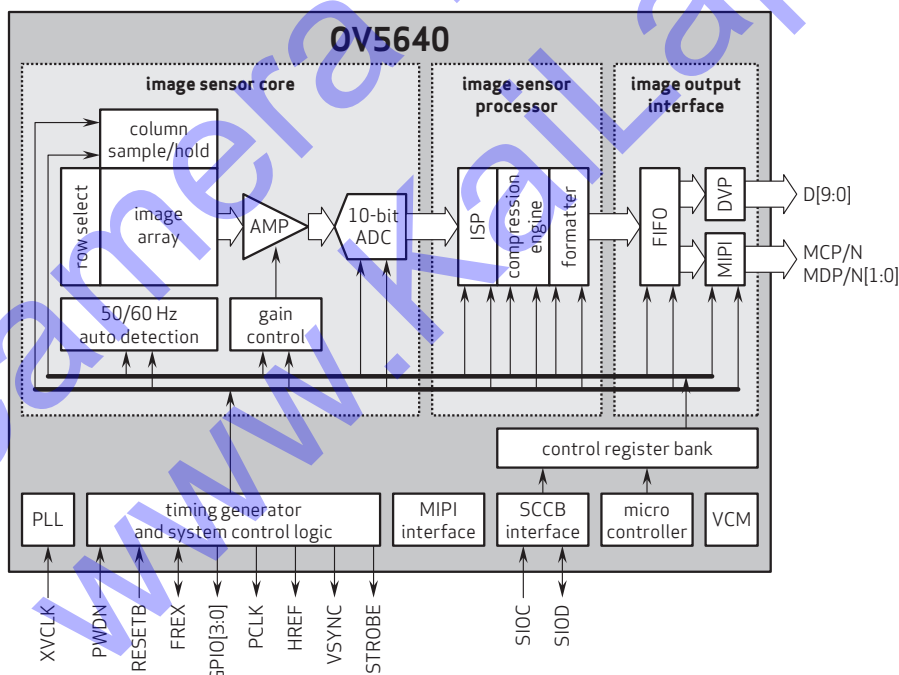 OV5640
image sensor core
image sensor
processor
image output
interface
column
sample/hold
row select
image
array
AMP
10-bit
ADC
ISP
compression
engine
formatter
FIFO
DVP
MIPI
D[9:0]
MCP/N
MDP/N[1:0]
50/60 Hz
auto detection
gain
control
control register bank
PLL
timing generator
and system control logic
MIPI
interface
SCCB
interface
micro
controller
VCM
XVCLK
PWDN
RESETB
FREX
GPIO[3:0]
PCLK
HREF
VSYNC
STROBE
SIOC
SIOD